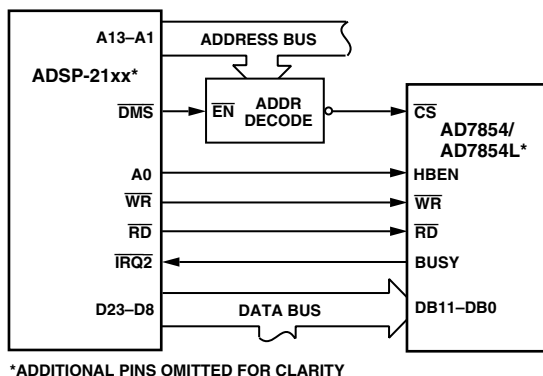 A13–A1
ADDRESS BUS
ADSP-21xx*
DMS
EN
ADDR
DECODE
CS
AD7854/
AD7854L*
A0
HBEN
WR
WR
RD
RD
IRQ2
BUSY
D23–D8
DATA BUS
DB11–DB0
*ADDITIONAL PINS OMITTED FOR CLARITY